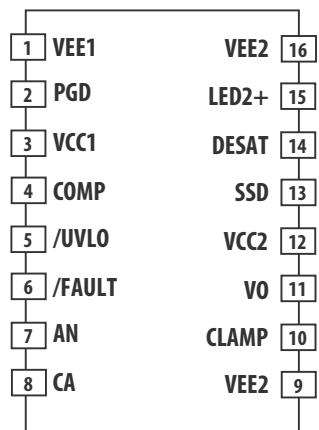 1 VEE1 VEE2 16
2 PGD LED2+ 15
3 VCC1 DESAT 14
4 COMP SSD 13
5 /UVLO VCC2 12
6 /FAULT VO 11
7 AN CLAMP 10
8 CA VEE2 9